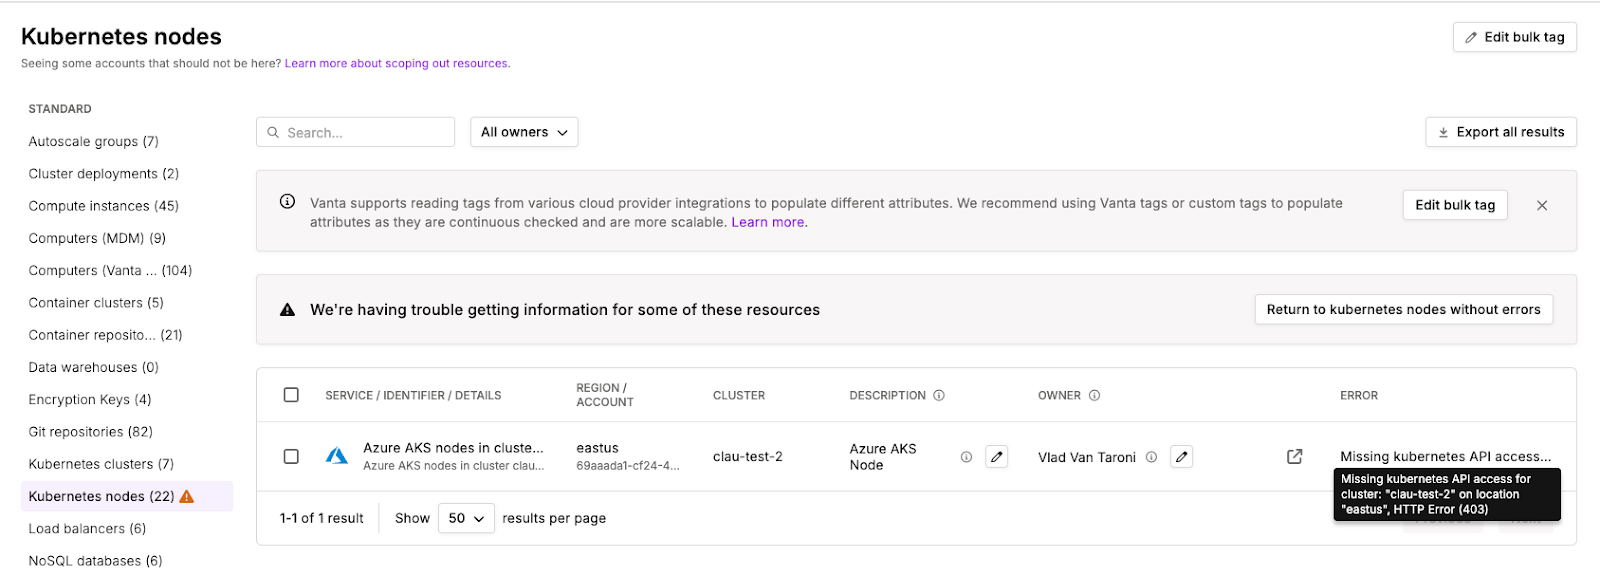 Kubernetes nodes
Edit bulk tag
Seeing some accounts that should not be here? Learn more about scoping out resources.
STANDARD
Autoscale groups (7)
Cluster deployments (2)
Compute instances (45)
Computers (MDM) (9)
Computers (Vanta ... (104)
Container clusters (5)
Container reposito... (21)
Data warehouses (0)
Encryption Keys (4)
Git repositories (82)
Kubernetes clusters (7)
Kubernetes nodes (22)
Load balancers (6)
NoSQL databases (6)
Search...
All owners
Export all results
Vanta supports reading tags from various cloud provider integrations to populate different attributes. We recommend using Vanta tags or custom tags to populate
attributes as they are continuous checked and are more scalable. Learn more.
Edit bulk tag
We're having trouble getting information for some of these resources
Return to kubernetes nodes without errors
SERVICE / IDENTIFIER / DETAILS
REGION /
ACCOUNT
CLUSTER
DESCRIPTION
OWNER
ERROR
Azure AKS nodes in cluste...
Azure AKS nodes in cluster clau...
eastus
69aaada1-cf24-4...
clau-test-2
Azure AKS
Node
Vlad Van Taroni
Missing kubernetes API access...
Missing kubernetes API access for
cluster: "clau-test-2" on location
"eastus", HTTP Error (403)
1-1 of 1 result
Show
50
results per page